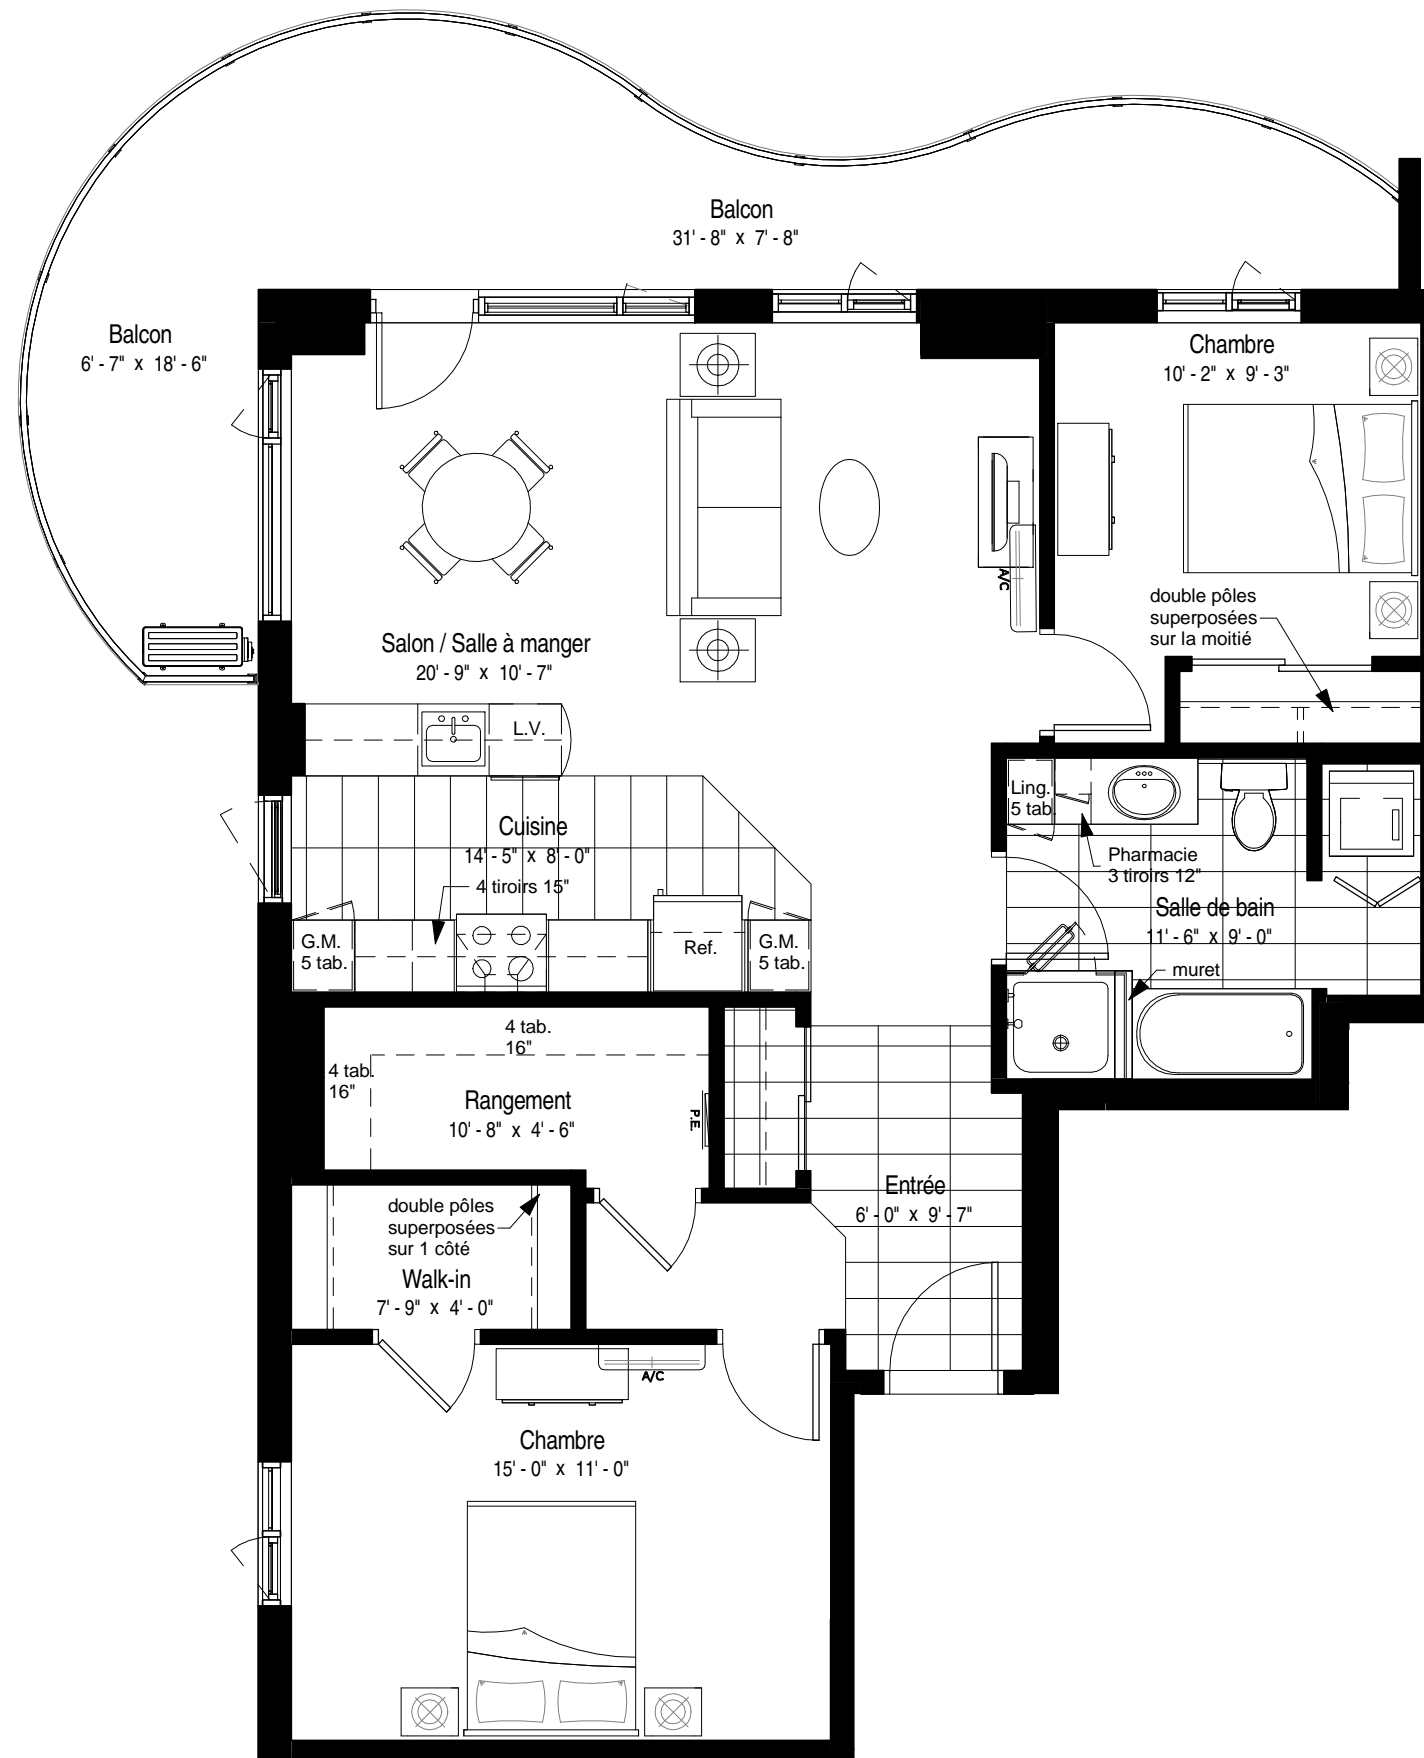 Balcon
31' - 8" x 7' - 8"
Balcon
6' - 7" x 18' - 6"
Chambre
10' - 2" x 9' - 3"
A/C
double pôles
superposées
sur la moitié
Salon / Salle à manger
20' - 9" x 10' - 7"
L.V.
Ling.
5 tab.
Cuisine
14' - 5" x 8' - 0"
4 tiroirs 15"
Pharmacie
3 tiroirs 12"
Salle de bain
11' - 6" x 9' - 0"
G.M.
5 tab.
Ref.
G.M.
5 tab.
muret
4 tab.
16"
4 tab.
16"
Rangement
10' - 8" x 4' - 6"
P.E.
Entrée
6' - 0" x 9' - 7"
double pôles
superposées
sur 1 côté
Walk-in
7' - 9" x 4' - 0"
A/C
Chambre
15' - 0" x 11' - 0"